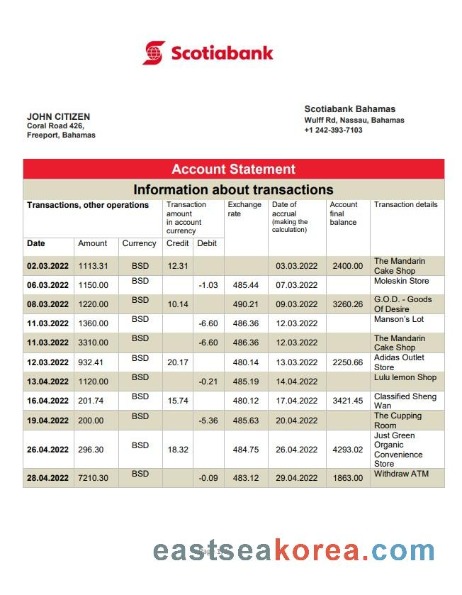 Scotiabank
JOHN CITIZEN
Coral Road 426,
Freeport, Bahamas
Scotiabank Bahamas
Wulff Rd, Nassau, Bahamas
+1 242-393-7103
Account Statement
Information about transactions
Transactions, other operations Transaction amount in account currency Exchange rate Date of accrual (making the calculation) Account final balance Transaction details
Date Amount Currency Credit Debit
02.03.2022 1113.31 BSD 12.31 03.03.2022 2400.00 The Mandarin Cake Shop
06.03.2022 1150.00 BSD -1.03 485.44 07.03.2022 Moleskin Store
08.03.2022 1220.00 BSD 10.14 490.21 09.03.2022 3260.26 G.O.D. - Goods Of Desire
11.03.2022 1360.00 BSD -6.60 486.36 12.03.2022 Manson's Lot
11.03.2022 3310.00 BSD -6.60 486.36 12.03.2022 The Mandarin Cake Shop
12.03.2022 932.41 BSD 20.17 480.14 13.03.2022 2250.66 Adidas Outlet Store
13.04.2022 1120.00 BSD -0.21 485.19 14.04.2022 Lulu lemon Shop
16.04.2022 201.74 BSD 15.74 480.12 17.04.2022 3421.45 Classified Sheng Wan
19.04.2022 200.00 BSD -5.36 485.63 20.04.2022 The Cupping Room
26.04.2022 296.30 BSD 18.32 484.75 26.04.2022 4293.02 Just Green Organic Convenience Store
28.04.2022 7210.30 BSD -0.09 483.12 29.04.2022 1863.00 Withdraw ATM
eastseakorea.com